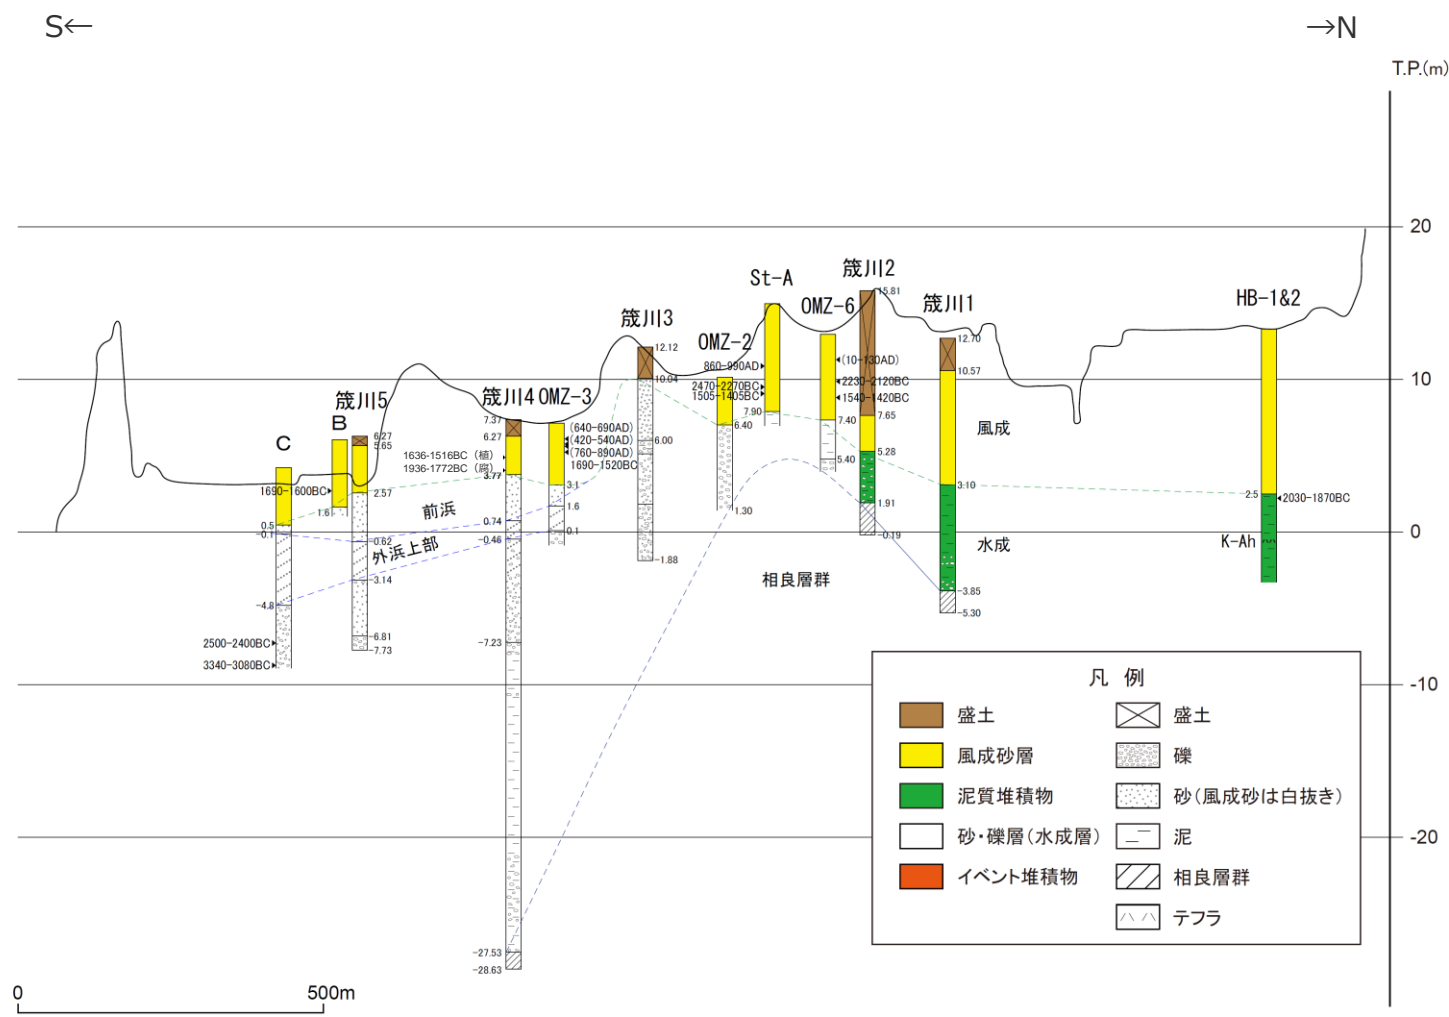 S←
→N
T.P.(m)
20
10
0
-10
-20
C
0.5
-0.1
-4.8
2500-2400BC
3340-3080BC
B
1690-1600BC
1.6
筬川5
6.27
5.65
2.57
-0.62
-3.14
-6.81
-7.73
前浜
外浜上部
筬川4
7.37
6.27
1636-1516BC（植）
1936-1772BC（腐）
3.77
0.74
-0.46
-7.23
-27.53
-28.63
OMZ-3
(640-690AD)
(420-540AD)
(760-890AD)
1690-1520BC
3.1
1.6
0.1
筬川3
12.12
10.04
6.00
-1.88
OMZ-2
6.40
1.30
St-A
860-990AD
2470-2270BC
1505-1405BC
7.90
OMZ-6
(10-130AD)
2230-2120BC
1540-1420BC
7.40
5.40
筬川2
15.81
7.65
5.28
1.91
-0.19
筬川1
12.70
10.57
3.10
-3.85
-5.30
風成
水成
相良層群
HB-1&2
2.5
2030-1870BC
K-Ah
凡 例
盛土
風成砂層
泥質堆積物
砂・礫層（水成層）
イベント堆積物
盛土
礫
砂（風成砂は白抜き）
泥
相良層群
テフラ
0
500m